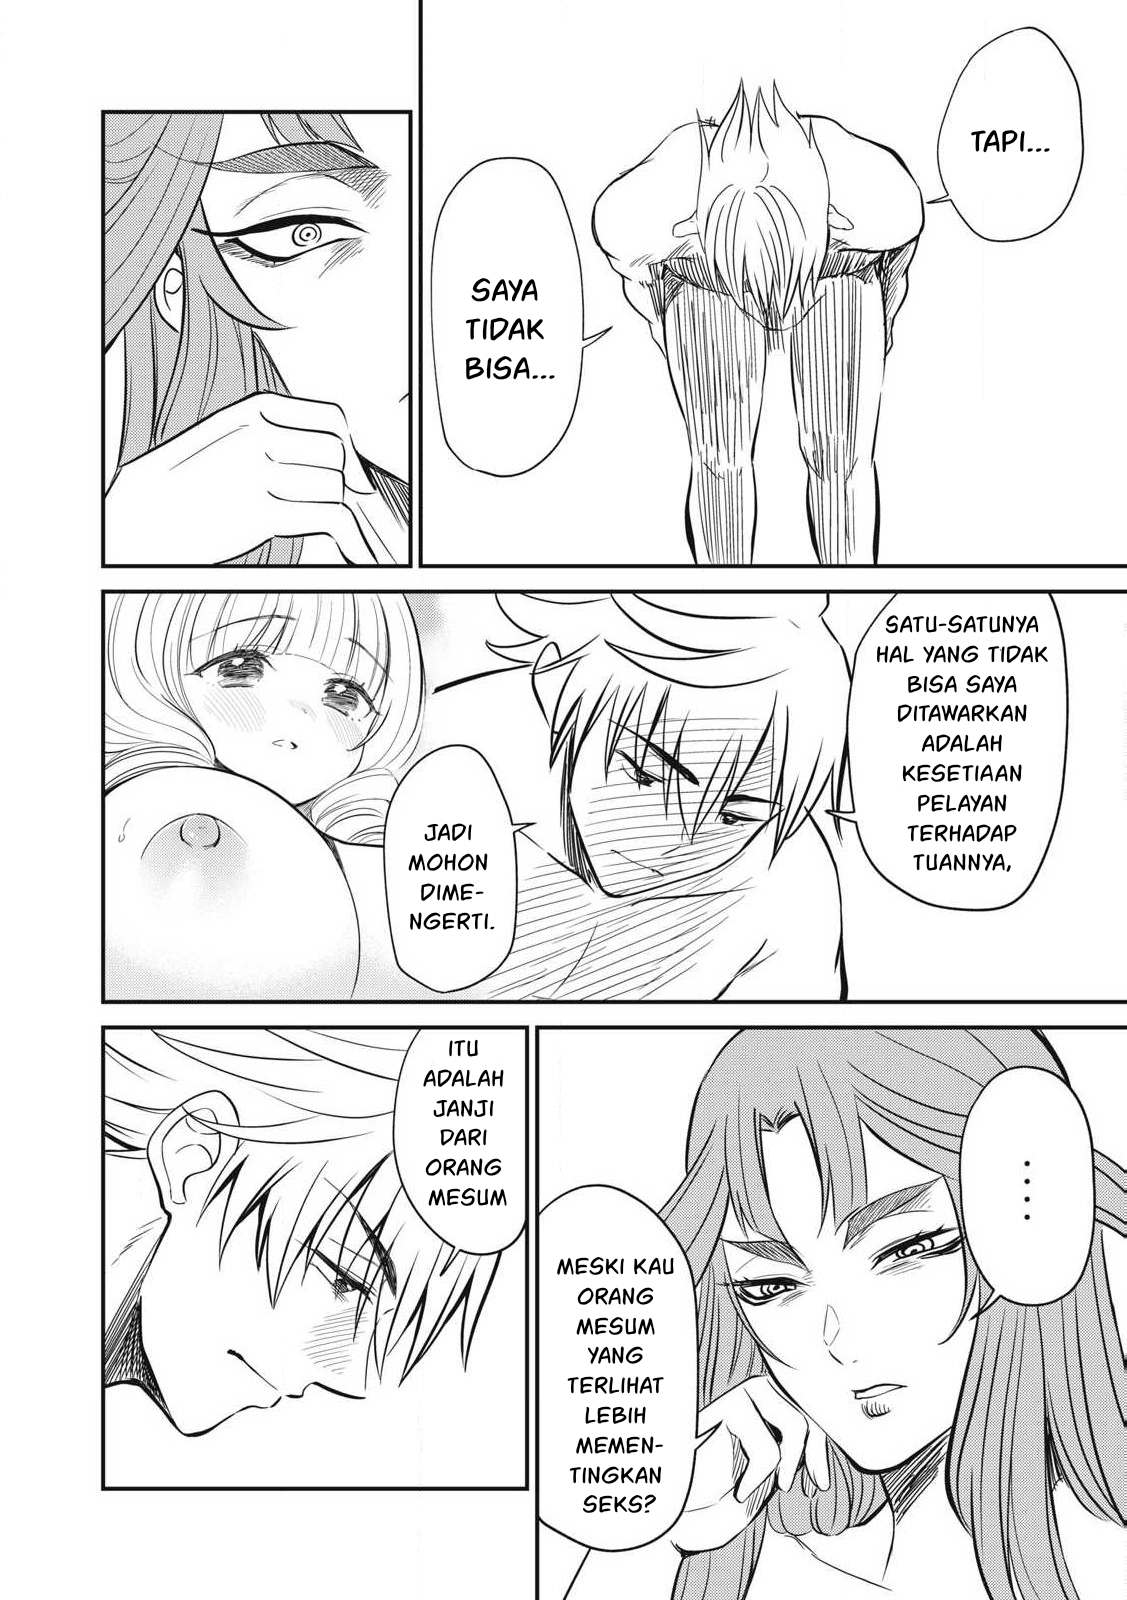 TAPI...
SAYA
TIDAK
BISA...
SATU-SATUNYA
HAL YANG TIDAK
BISA SAYA
DITAWARKAN
ADALAH
KESETIAAN
PELAYAN
TERHADAP
TUANNYA,
JADI
MOHON
DIME-
NGERTI.
....
MESKI KAU
ORANG
MESUM
YANG
TERLIHAT
LEBIH
MEMEN-
TINGKAN
SEKS?
ITU
ADALAH
JANJI
DARI
ORANG
MESUM